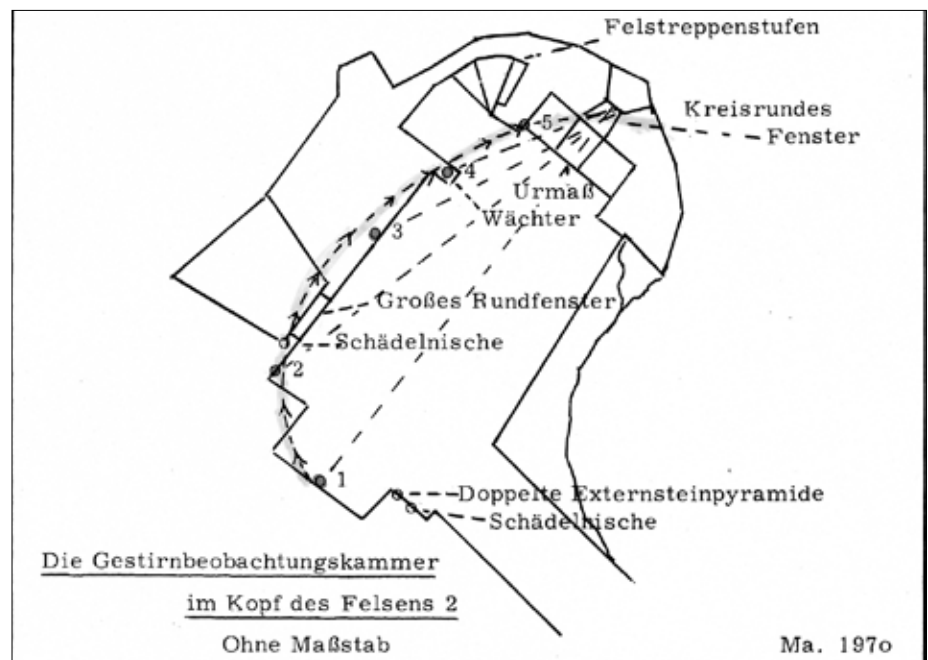 Felstreppenstufen
Kreisrundes
Fenster
5
4
Urmaß
Wächter
3
Großes Rundfenster
Schädelnische
2
1
Doppelte Externsteinpyramide
Schädelnische
Die Gestirnbeobachtungskammer
im Kopf des Felsens 2
Ohne Maßstab
Ma. 197o